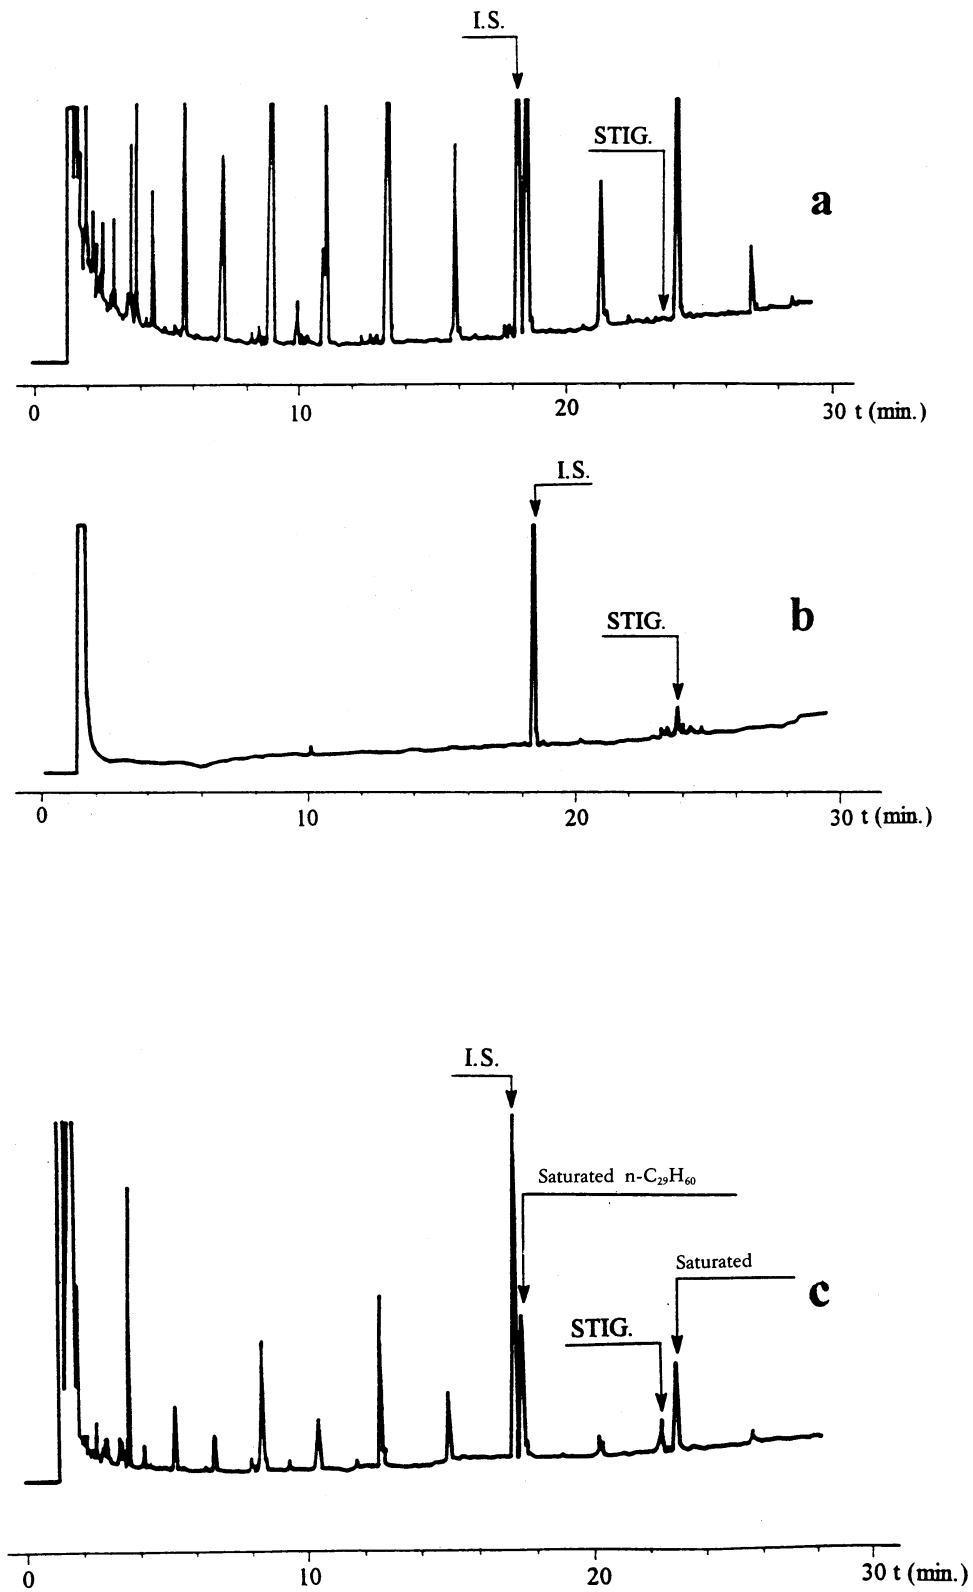 I.S.
STIG.
a
0 10 20 30 t (min.)
I.S.
STIG.
b
0 10 20 30 t (min.)
I.S.
Saturated n-C₂₉H₆₀
Saturated
c
STIG.
0 10 20 30 t (min.)